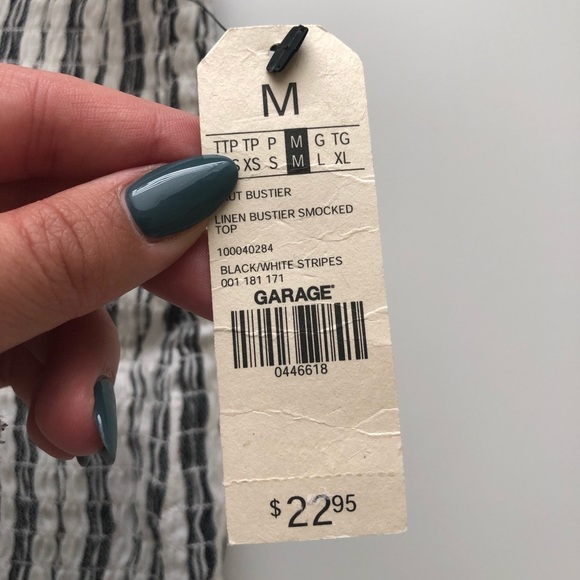 M
TTP TP P M G TG
XS S M L XL
BUSTIER
LINEN BUSTIER SMOCKED
TOP
100040284
BLACK/WHITE STRIPES
001 181 171
GARAGE
0446618
$22.95